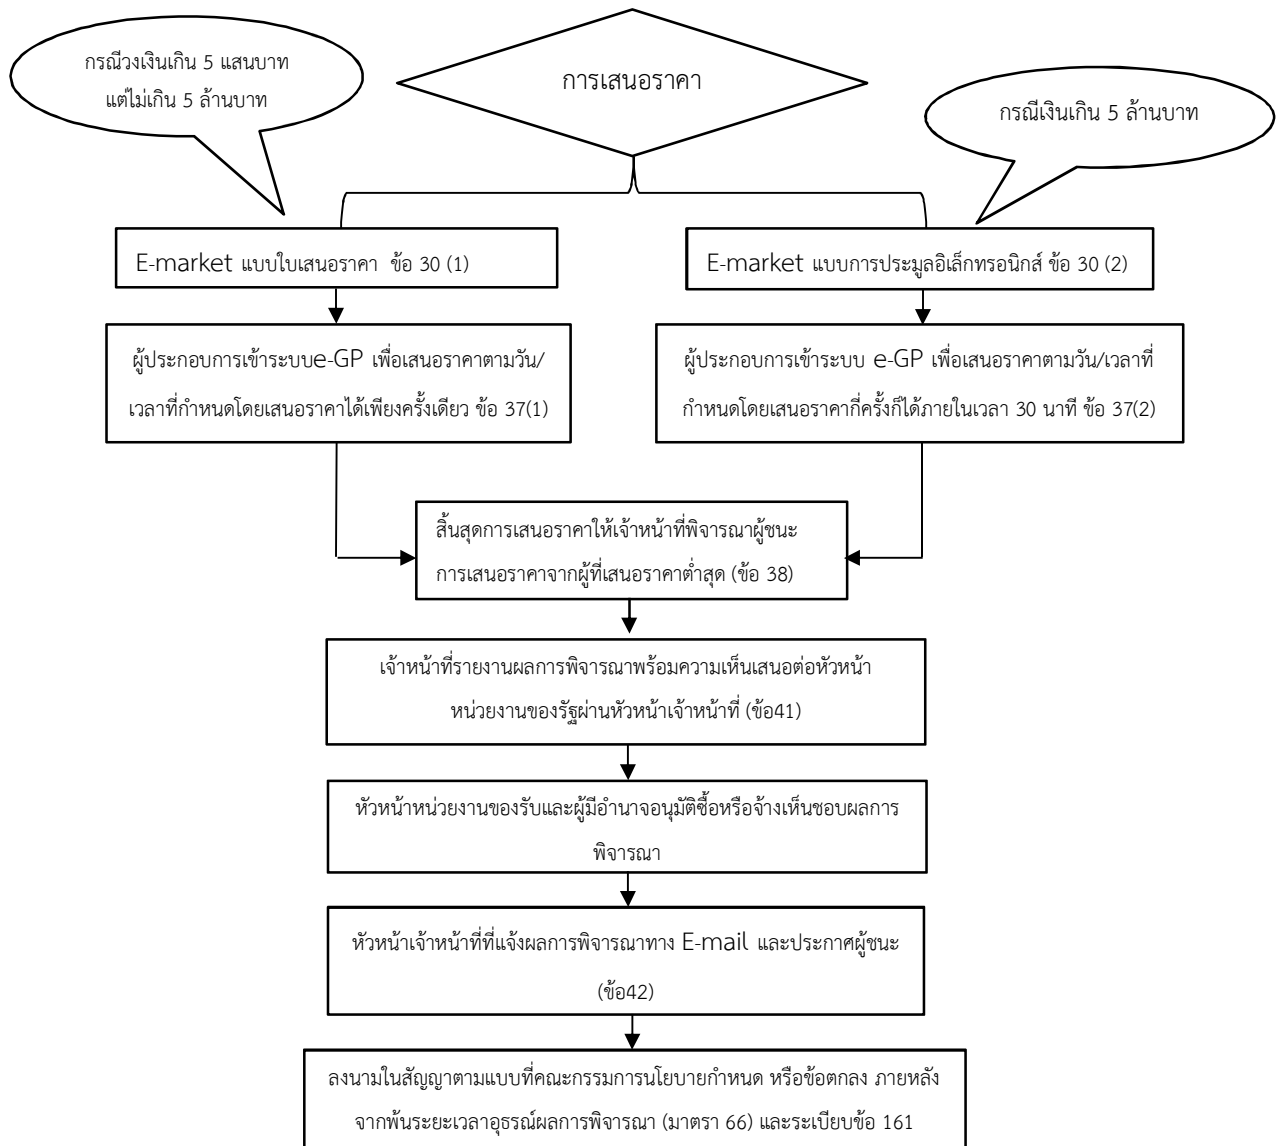 กรณีวงเงินเกิน 5 แสนบาท
แต่ไม่เกิน 5 ล้านบาท
การเสนอราคา
กรณีเงินเกิน 5 ล้านบาท
E-market แบบใบเสนอราคา ข้อ 30 (1)
E-market แบบการประมูลอิเล็กทรอนิกส์ ข้อ 30 (2)
ผู้ประกอบการเข้าระบบe-GP เพื่อเสนอราคาตามวัน/
เวลาที่กำหนดโดยเสนอราคาได้เพียงครั้งเดียว ข้อ 37(1)
ผู้ประกอบการเข้าระบบ e-GP เพื่อเสนอราคาตามวัน/เวลาที่
กำหนดโดยเสนอราคากี่ครั้งก็ได้ภายในเวลา 30 นาที ข้อ 37(2)
สิ้นสุดการเสนอราคาให้เจ้าหน้าที่พิจารณาผู้ชนะ
การเสนอราคาจากผู้ที่เสนอราคาต่ำสุด (ข้อ 38)
เจ้าหน้าที่รายงานผลการพิจารณาพร้อมความเห็นเสนอต่อหัวหน้า
หน่วยงานของรัฐผ่านหัวหน้าเจ้าหน้าที่ (ข้อ41)
หัวหน้าหน่วยงานของรับและผู้มีอำนาจอนุมัติซื้อหรือจ้างเห็นชอบผลการ
พิจารณา
หัวหน้าเจ้าหน้าที่ที่แจ้งผลการพิจารณาทาง E-mail และประกาศผู้ชนะ
(ข้อ42)
ลงนามในสัญญาตามแบบที่คณะกรรมการนโยบายกำหนด หรือข้อตกลง ภายหลัง
จากพ้นระยะเวลาอุธรณ์ผลการพิจารณา (มาตรา 66) และระเบียบข้อ 161